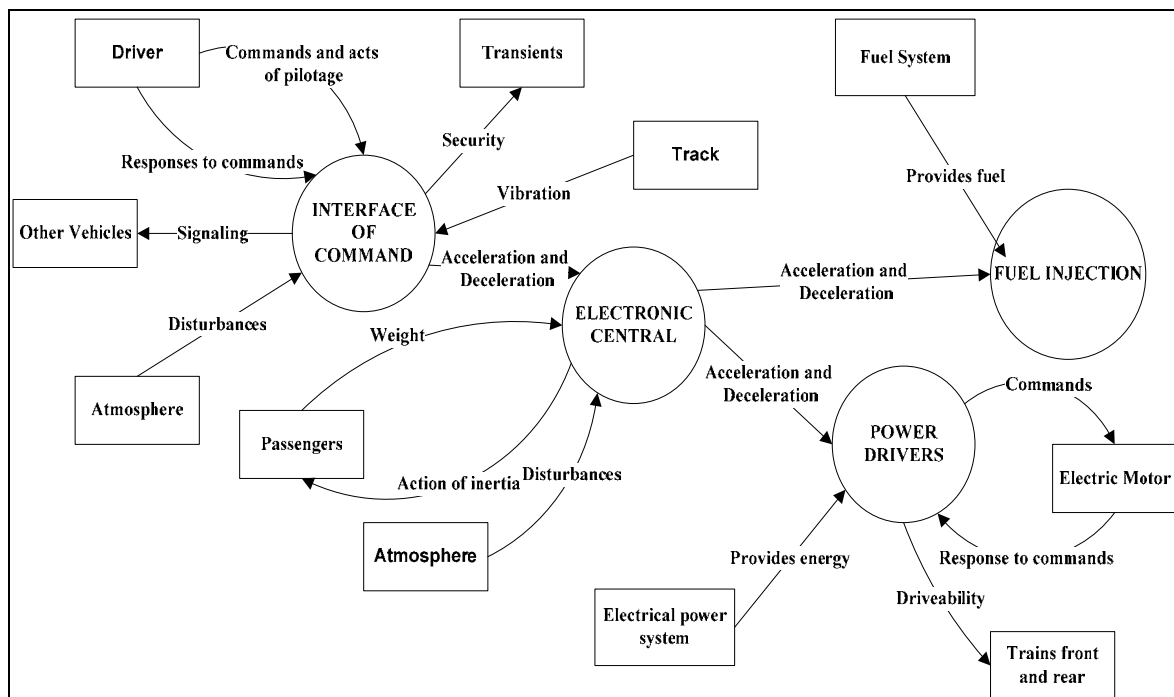 Driver
Commands and acts
of pilotage
Transients
Fuel System
Security
Track
Responses to commands
Vibration
Provides fuel
Other Vehicles
Signaling
INTERFACE
OF
COMMAND
Acceleration and
Deceleration
Acceleration and
Deceleration
FUEL INJECTION
Disturbances
Weight
ELECTRONIC
CENTRAL
Acceleration and
Deceleration
Commands
Atmosphere
Passengers
POWER
DRIVERS
Electric Motor
Action of inertia
Disturbances
Atmosphere
Provides energy
Response to commands
Driveability
Electrical power
system
Trains front
and rear